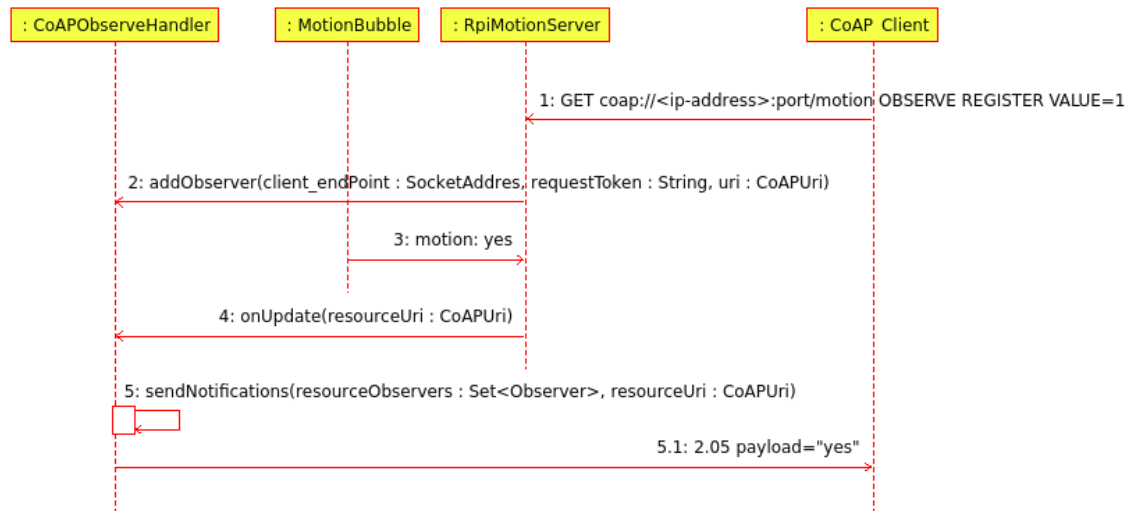 : CoAPObserveHandler
: MotionBubble
: RpiMotionServer
: CoAP Client
1: GET coap://<ip-address>:port/motion OBSERVE REGISTER VALUE=1
2: addObserver(client_endPoint : SocketAddres, requestToken : String, uri : CoAPUri)
3: motion: yes
4: onUpdate(resourceUri : CoAPUri)
5: sendNotifications(resourceObservers : Set<Observer>, resourceUri : CoAPUri)
5.1: 2.05 payload="yes"